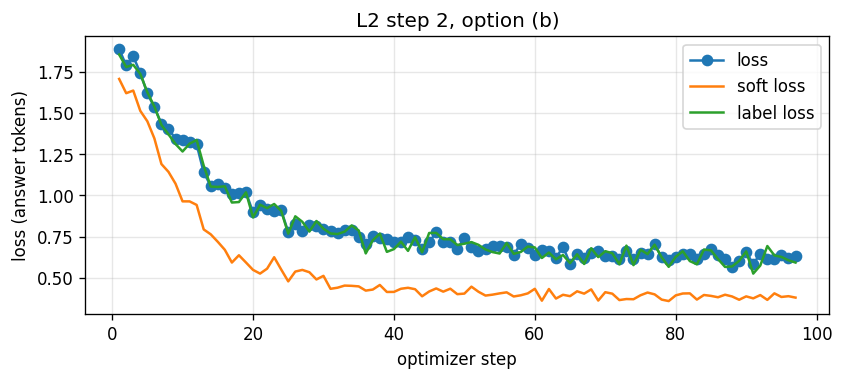 L2 step 2, option (b)
loss
soft loss
label loss
loss (answer tokens)
1.75
1.50
1.25
1.00
0.75
0.50
0
20
40
60
80
100
optimizer step